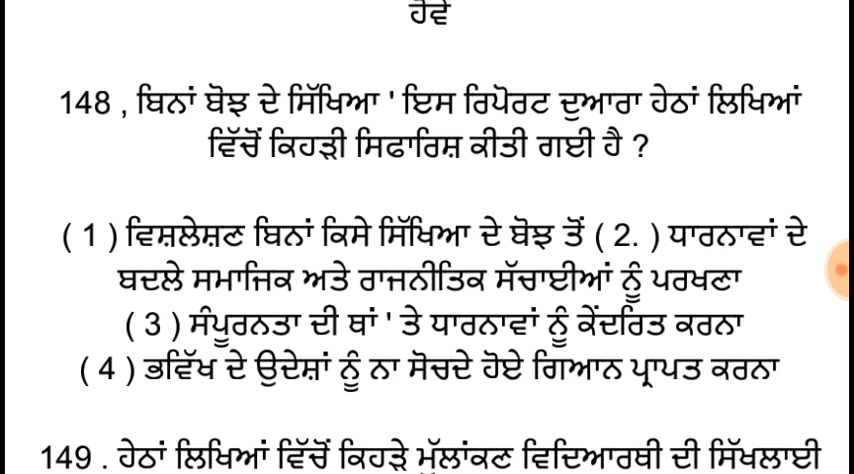 ਹੋਵੇ
148 , ਬਿਨਾਂ ਬੋਝ ਦੇ ਸਿੱਖਿਆ ' ਇਸ ਰਿਪੋਰਟ ਦੁਆਰਾ ਹੇਠਾਂ ਲਿਖਿਆਂ
ਵਿੱਚੋਂ ਕਿਹੜੀ ਸਿਫਾਰਿਸ਼ ਕੀਤੀ ਗਈ ਹੈ ?
( 1 ) ਵਿਸ਼ਲੇਸ਼ਣ ਬਿਨਾਂ ਕਿਸੇ ਸਿੱਖਿਆ ਦੇ ਬੋਝ ਤੋਂ ( 2. ) ਧਾਰਨਾਵਾਂ ਦੇ
ਬਦਲੇ ਸਮਾਜਿਕ ਅਤੇ ਰਾਜਨੀਤਿਕ ਸੱਚਾਈਆਂ ਨੂੰ ਪਰਖਣਾ
( 3 ) ਸੰਪੂਰਨਤਾ ਦੀ ਥਾਂ ' ਤੇ ਧਾਰਨਾਵਾਂ ਨੂੰ ਕੇਂਦਰਿਤ ਕਰਨਾ
( 4 ) ਭਵਿੱਖ ਦੇ ਉਦੇਸ਼ਾਂ ਨੂੰ ਨਾ ਸੋਚਦੇ ਹੋਏ ਗਿਆਨ ਪ੍ਰਾਪਤ ਕਰਨਾ
149 . ਹੇਠਾਂ ਲਿਖਿਆਂ ਵਿੱਚੋਂ ਕਿਹੜੇ ਮੁੱਲਾਂਕਣ ਵਿਦਿਆਰਥੀ ਦੀ ਸਿੱਖਲਾਈ